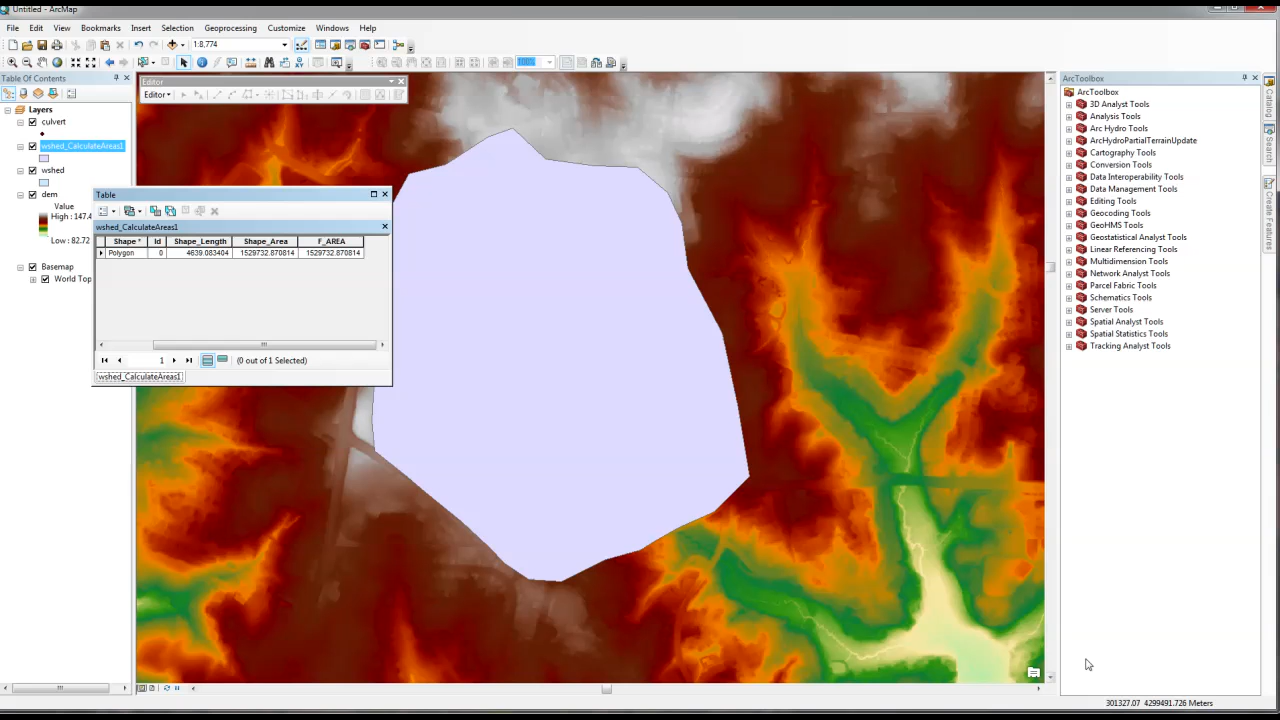 Untitled - ArcMap
File Edit View Bookmarks Insert Selection Geoprocessing Customize Windows Help
1:8,774
Table Of Contents
Layers
culvert
wshed_CalculateAreas1
wshed
dem
Value
High : 147.4
Low : 82.72
Basemap
World Top
Editor
Editor
Table
wshed_CalculateAreas1
Shape * Id Shape_Length Shape_Area F_AREA
Polygon 0 4639.083404 1529732.870814 1529732.870814
1 (0 out of 1 Selected)
wshed_CalculateAreas1
ArcToolbox
ArcToolbox
3D Analyst Tools
Analysis Tools
Arc Hydro Tools
ArcHydroPartialTerrainUpdate
Cartography Tools
Conversion Tools
Data Interoperability Tools
Data Management Tools
Editing Tools
Geocoding Tools
GeoHMS Tools
Geostatistical Analyst Tools
Linear Referencing Tools
Multidimension Tools
Network Analyst Tools
Parcel Fabric Tools
Schematics Tools
Server Tools
Spatial Analyst Tools
Spatial Statistics Tools
Tracking Analyst Tools
Catalog
Search
Create Features
301327.07 4299491.726 Meters